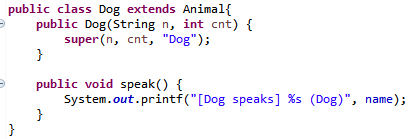 public class Dog extends Animal{
    public Dog(String n, int cnt) {
        super(n, cnt, "Dog");
    }

    public void speak() {
        System.out.printf("[Dog speaks] %s (Dog)", name);
    }
}